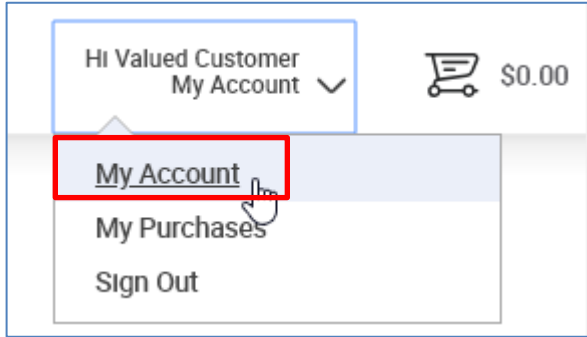 Hi Valued Customer
My Account
$0.00
My Account
My Purchases
Sign Out